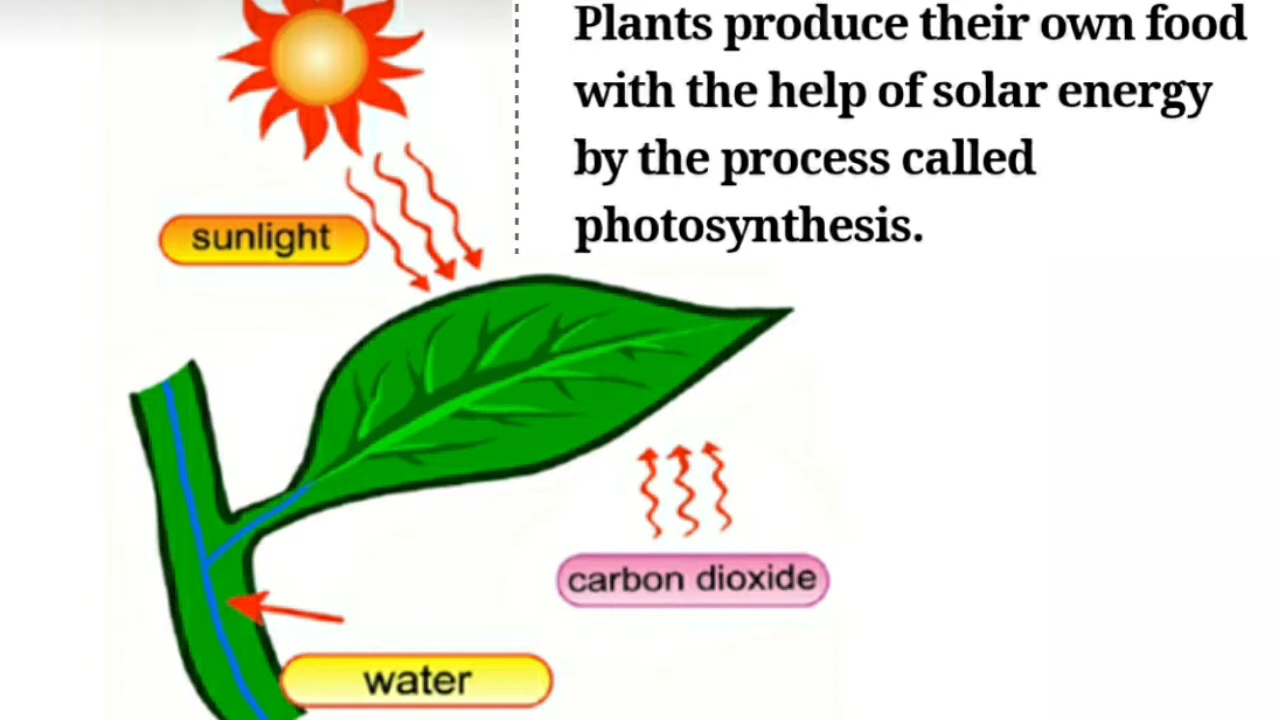 Plants produce their own food
with the help of solar energy
by the process called
photosynthesis.
sunlight
carbon dioxide
water